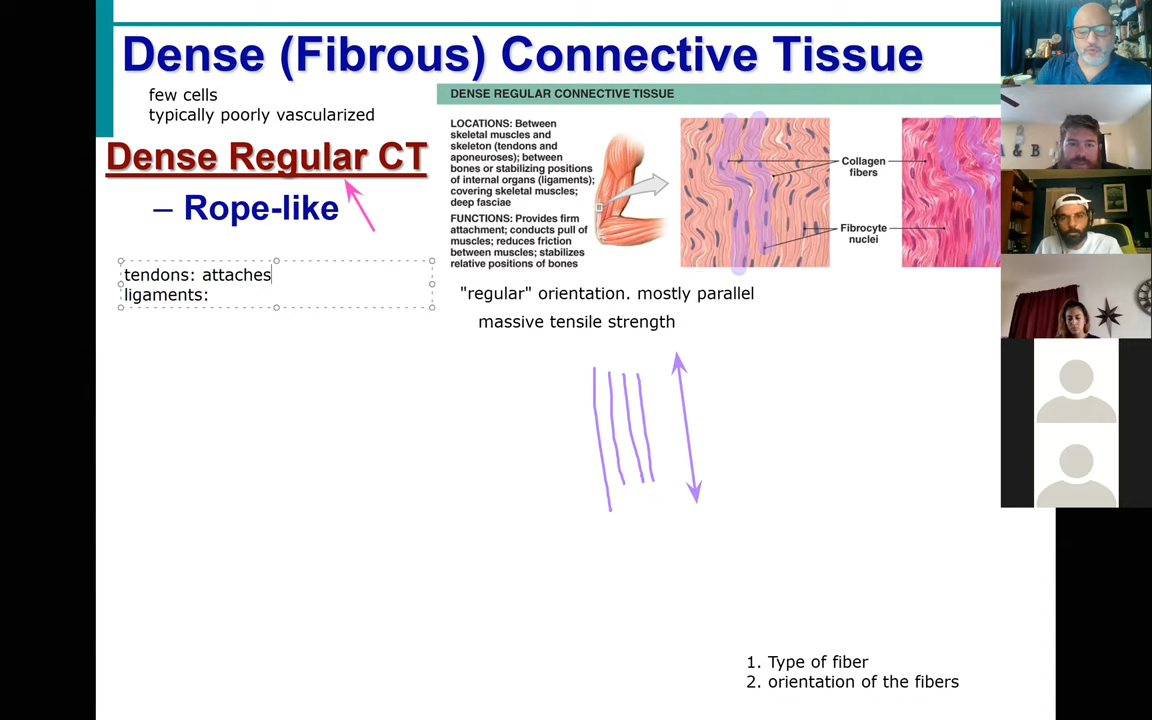 Dense (Fibrous) Connective Tissue
few cells
typically poorly vascularized
Dense Regular CT
– Rope-like
tendons: attaches
ligaments:
DENSE REGULAR CONNECTIVE TISSUE
LOCATIONS: Between
skeletal muscles and
skeleton (tendons and
aponeuroses); between
bones or stabilizing positions
of internal organs (ligaments);
covering skeletal muscles;
deep fasciae
FUNCTIONS: Provides firm
attachment; conducts pull of
muscles; reduces friction
between muscles; stabilizes
relative positions of bones
Collagen
fibers
Fibrocyte
nuclei
"regular" orientation. mostly parallel
massive tensile strength
1. Type of fiber
2. orientation of the fibers
A & B